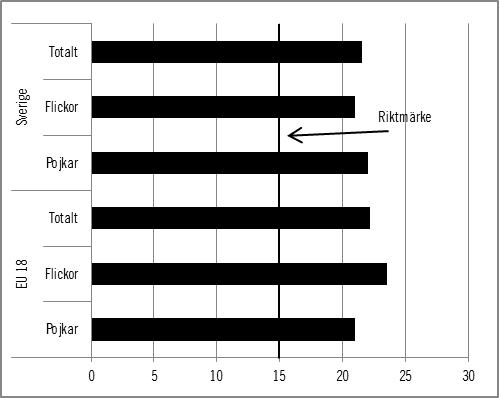 Sverige
Totalt
Flickor
Riktmärke
Pojkar
EU 18
Totalt
Flickor
Pojkar
0 5 10 15 20 25 30